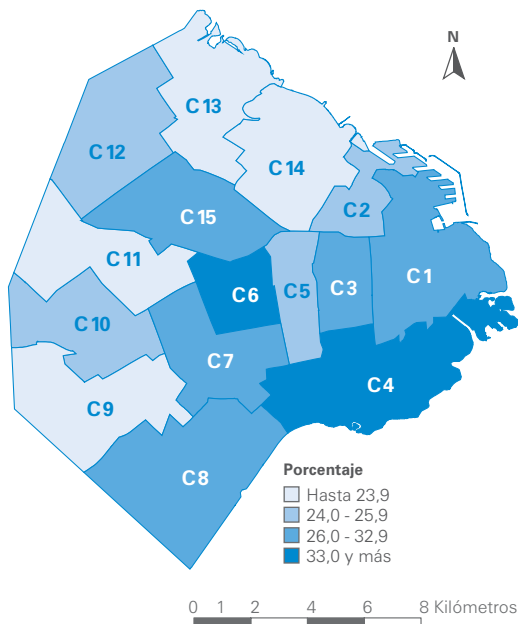 N
C 13
C 12
C 14
C 2
C 15
C 11
C 1
C 6
C 5
C 3
C 10
C 7
C 4
C 9
C 8
Porcentaje
Hasta 23,9
24,0 - 25,9
26,0 - 32,9
33,0 y más
0 1 2 4 6 8 Kilómetros